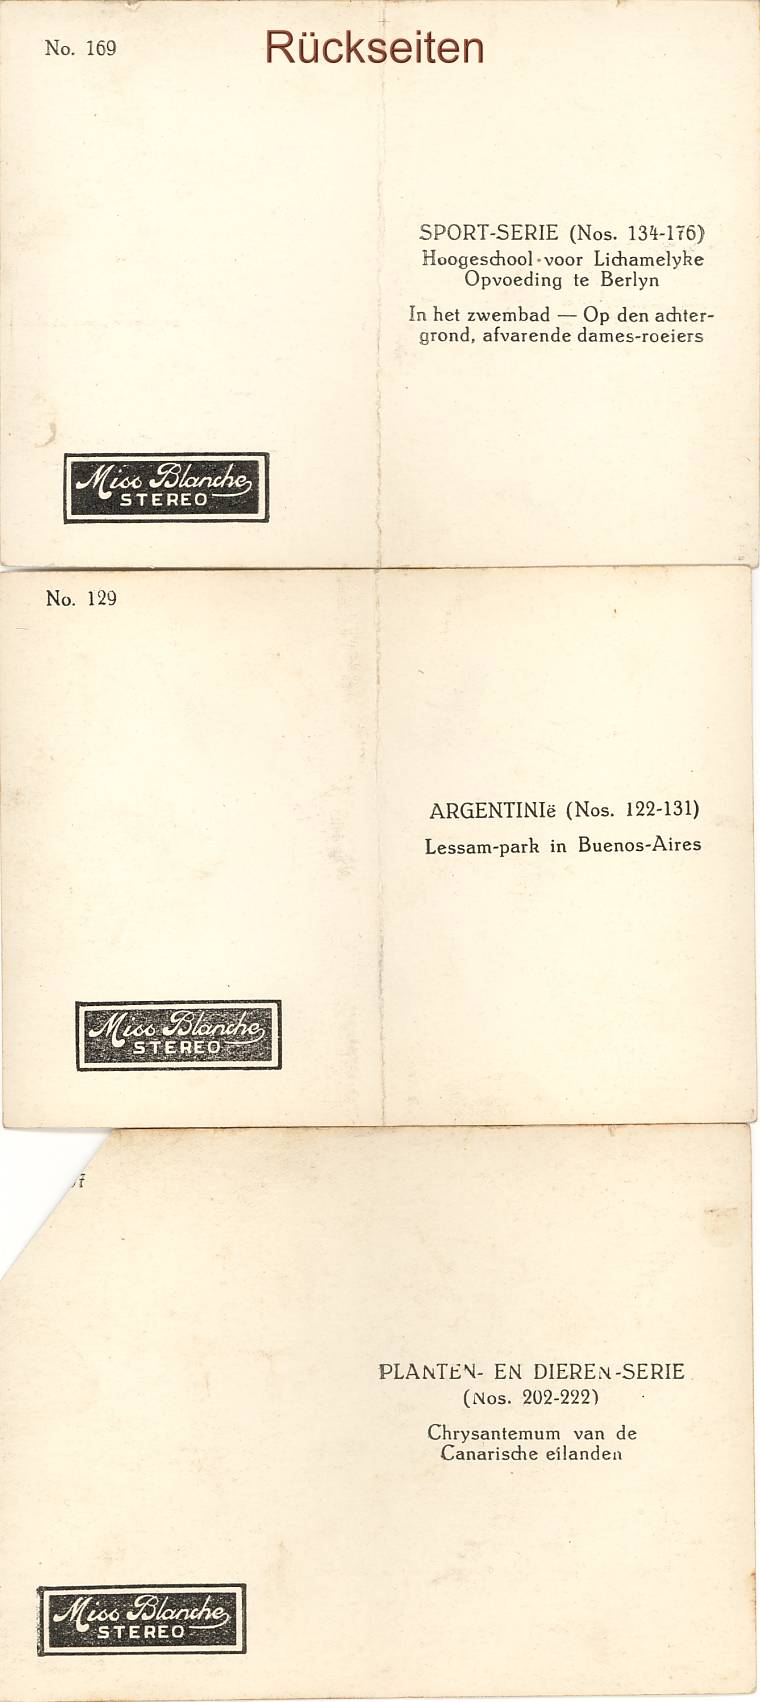 No. 169
Rückseiten
SPORT-SERIE (Nos. 134-176)
Hoogeschool voor Lichamelyke
Opvoeding te Berlyn
In het zwembad — Op den achter-
grond, afvarende dames-roeiers
Miss Blanche
STEREO
No. 129
ARGENTINIë (Nos. 122-131)
Lessam-park in Buenos-Aires
Miss Blanche
STEREO
PLANTEN- EN DIEREN-SERIE
(Nos. 202-222)
Chrysantemum van de
Canarische eilanden
Miss Blanche
STEREO